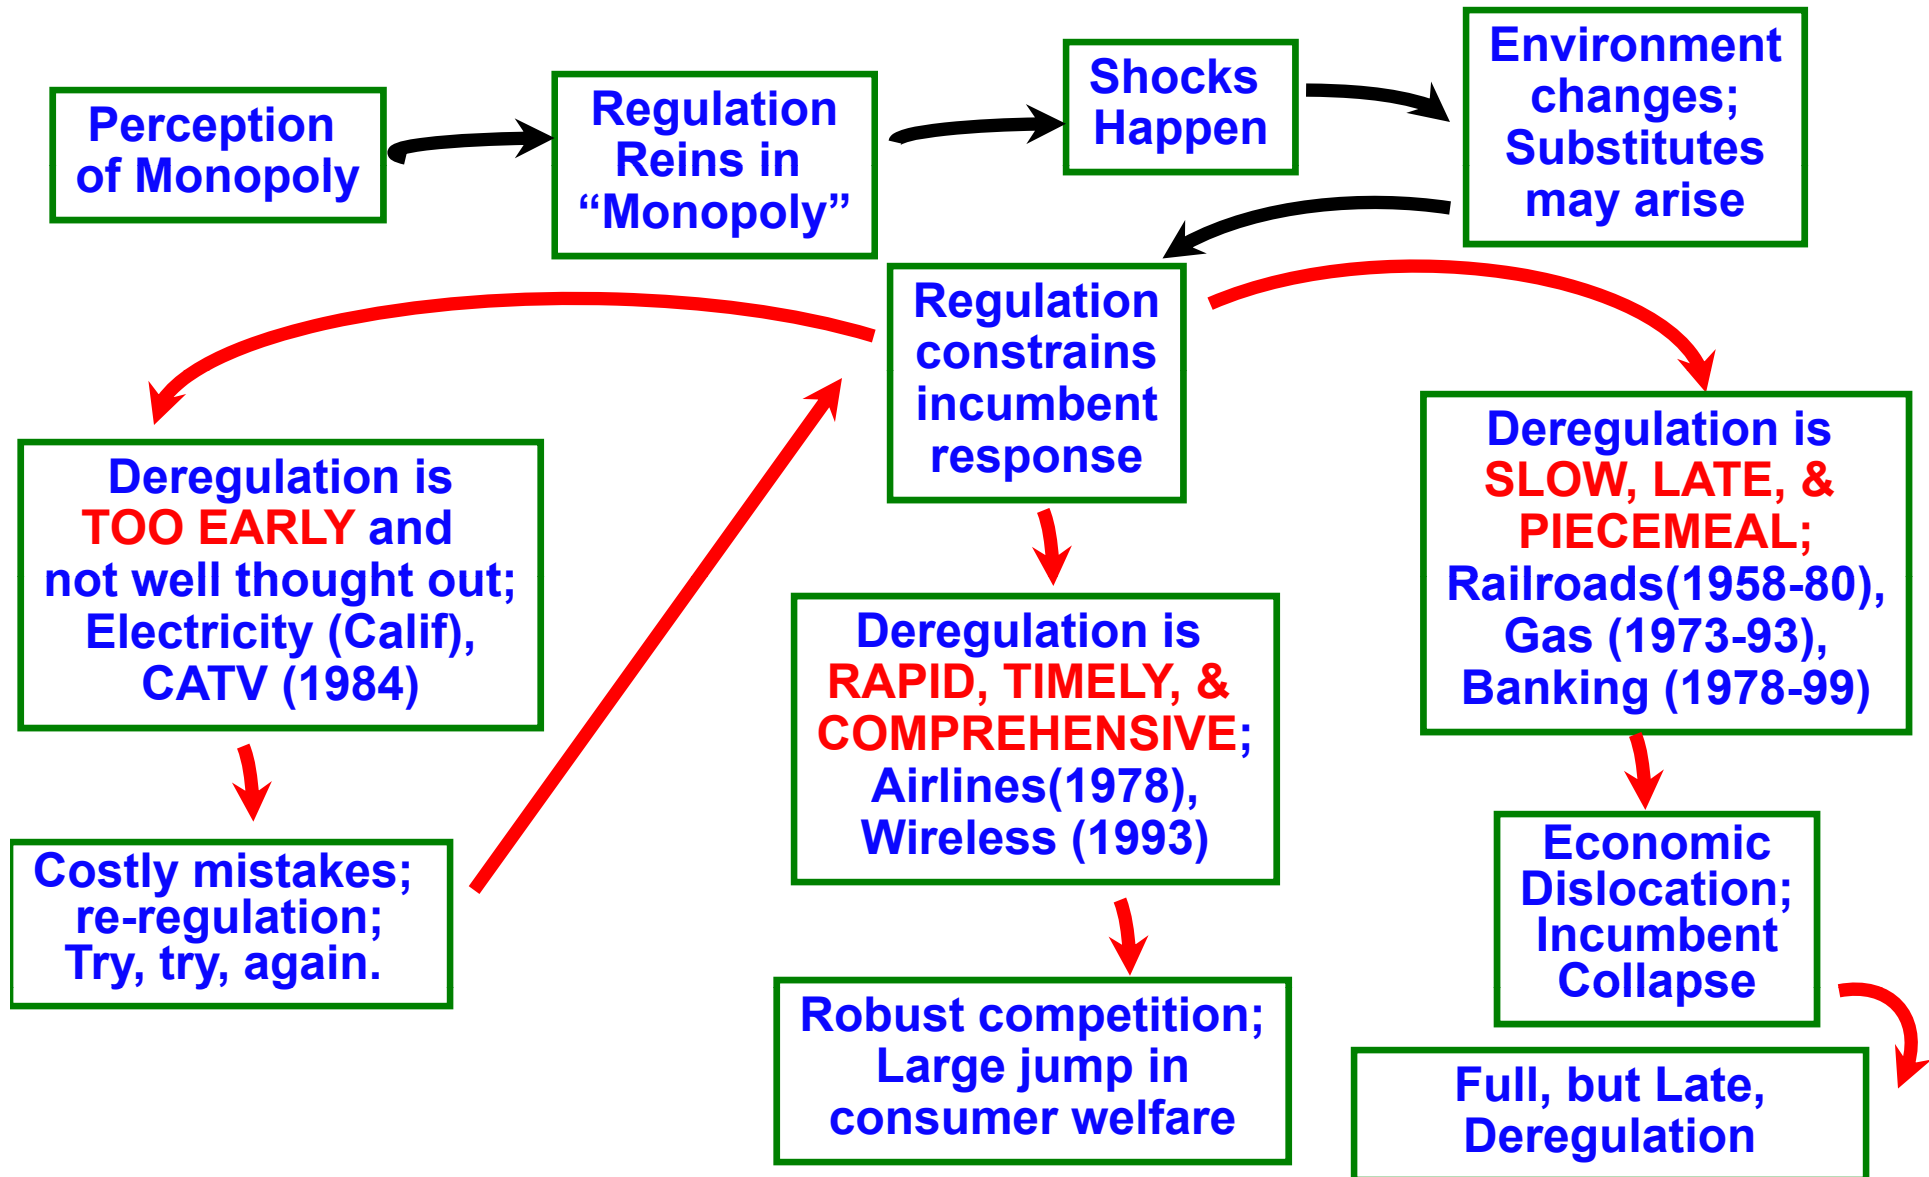 Perception
of Monopoly
Regulation
Reins in
“Monopoly”
Shocks
Happen
Environment
changes;
Substitutes
may arise
Regulation
constrains
incumbent
response
Deregulation is
TOO EARLY and
not well thought out;
Electricity (Calif),
CATV (1984)
Costly mistakes;
re-regulation;
Try, try, again.
Deregulation is
RAPID, TIMELY, &
COMPREHENSIVE;
Airlines(1978),
Wireless (1993)
Robust competition;
Large jump in
consumer welfare
Deregulation is
SLOW, LATE, &
PIECEMEAL;
Railroads(1958-80),
Gas (1973-93),
Banking (1978-99)
Economic
Dislocation;
Incumbent
Collapse
Full, but Late,
Deregulation